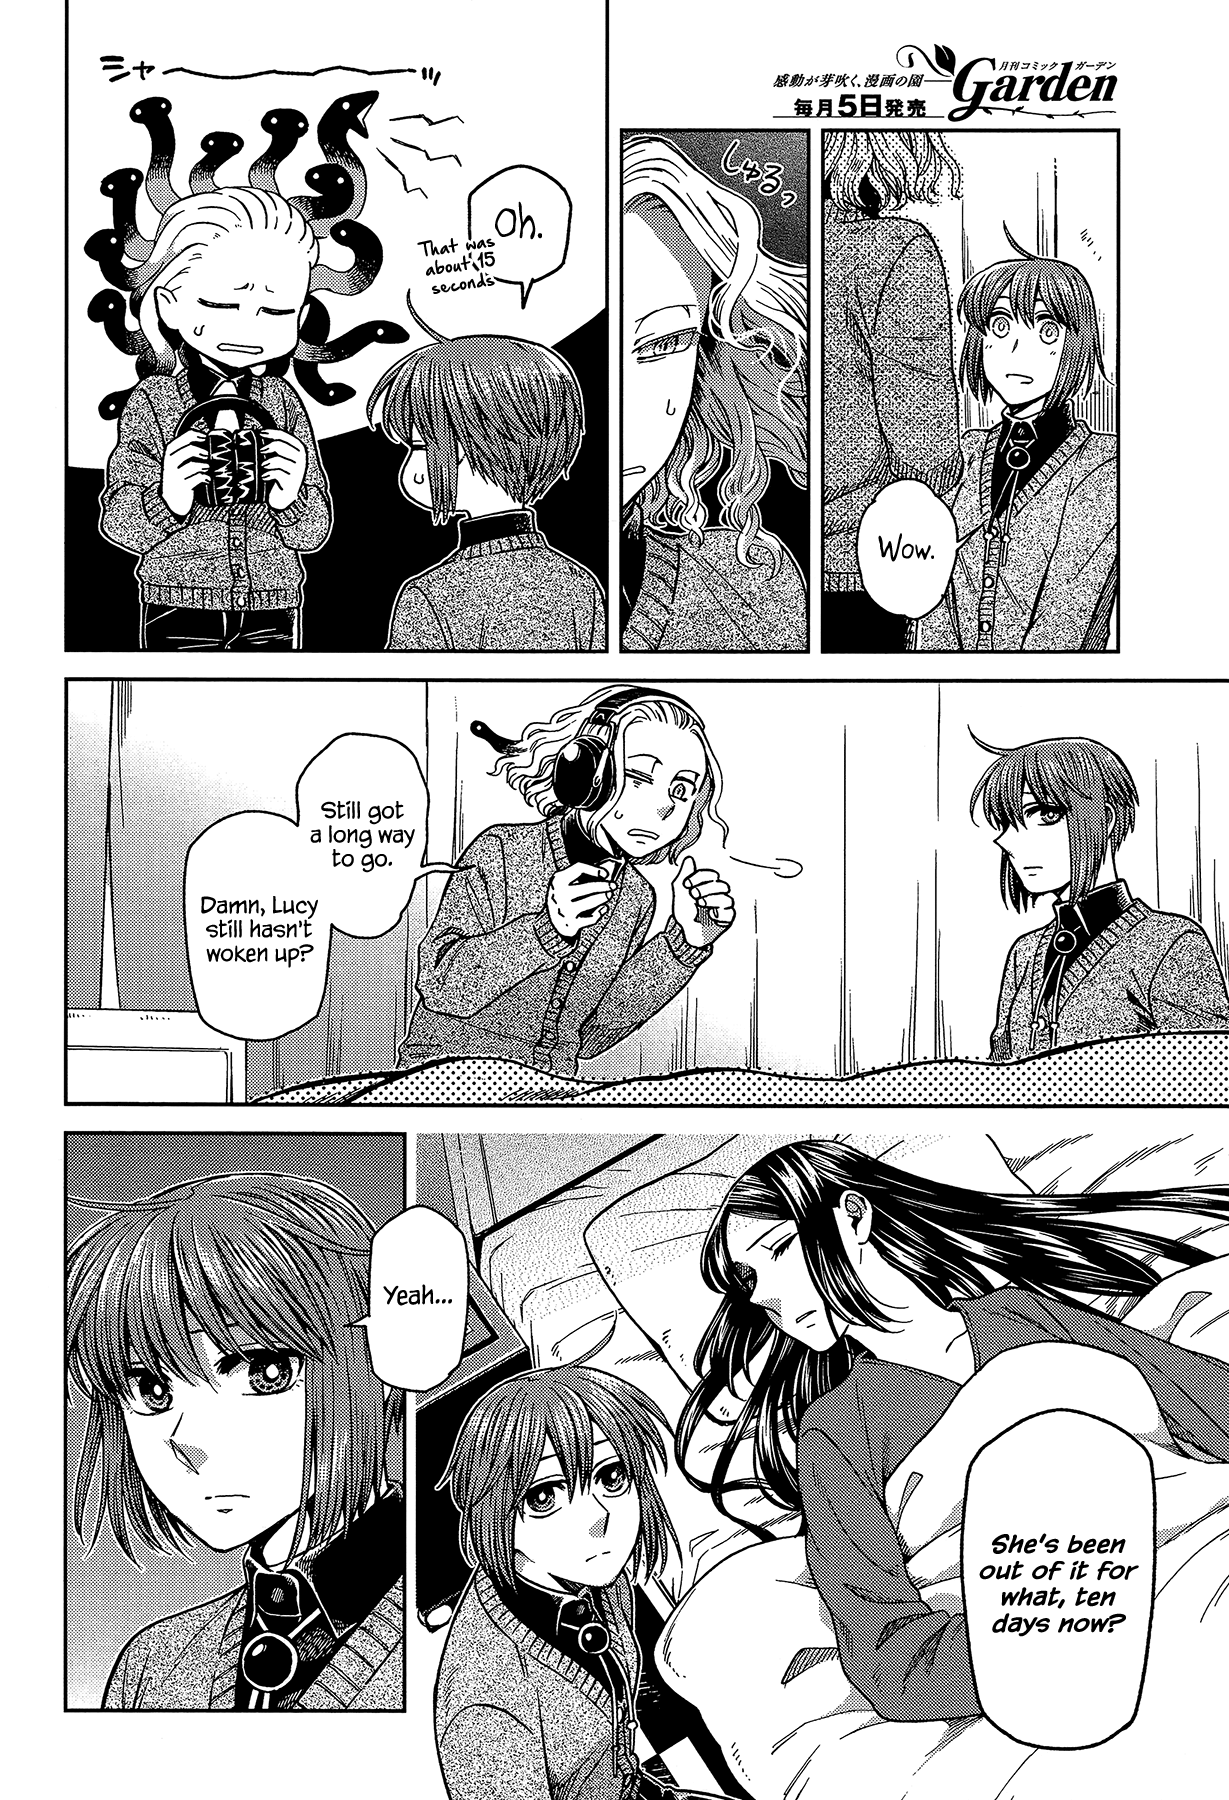 月刊コミック ガーデン
Garden
感動が芽吹く、漫画の園
毎月5日発売
Wow.
しゅるっ
シャーーッ
Oh.
That was
about 15
seconds
Still got
a long way
to go.
Damn, Lucy
still hasn't
woken up?
She's been
out of it for
what, ten
days now?
Yeah...